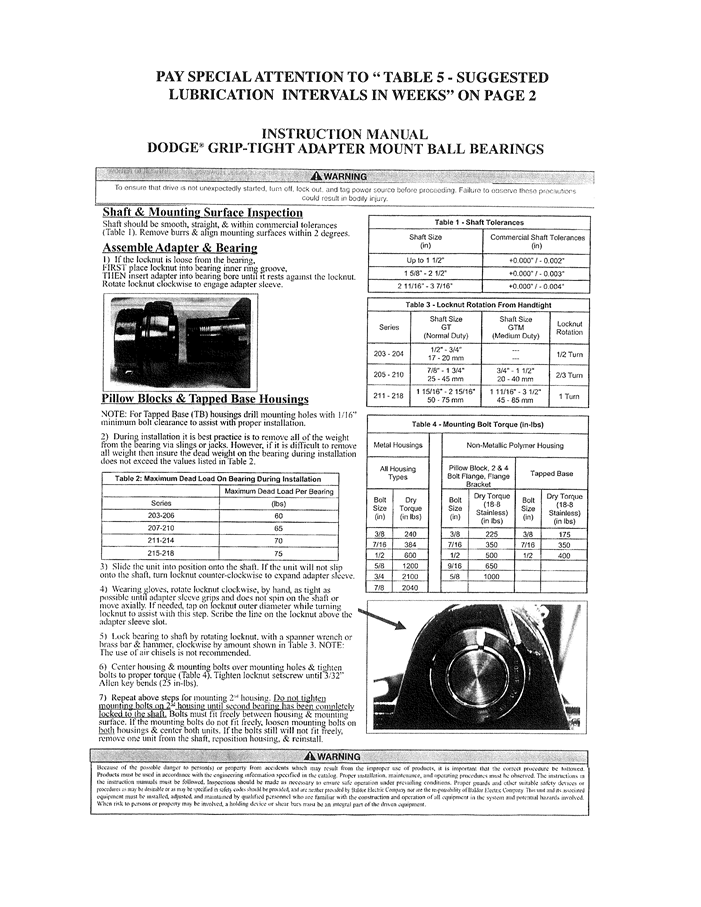 PAY SPECIAL ATTENTION TO “ TABLE 5 - SUGGESTED
LUBRICATION INTERVALS IN WEEKS” ON PAGE 2
INSTRUCTION MANUAL
DODGE® GRIP-TIGHT ADAPTER MOUNT BALL BEARINGS
WARNING
To ensure that drive is not unexpectedly started, turn off, lock out, and tag power source before proceeding. Failure to observe these precautions
could result in bodily injury.
Shaft & Mounting Surface Inspection
Shaft should be smooth, straight, & within commercial tolerances
(Table 1). Remove burrs & align mounting surfaces within 2 degrees.
Assemble Adapter & Bearing
1) If the locknut is loose from the bearing,
FIRST place locknut into bearing inner ring groove,
THEN insert adapter into bearing bore until it rests against the locknut.
Rotate locknut clockwise to engage adapter sleeve.
Pillow Blocks & Tapped Base Housings
NOTE: For Tapped Base (TB) housings drill mounting holes with 1/16”
minimum bolt clearance to assist with proper installation.
2) During installation it is best practice is to remove all of the weight
from the bearing via slings or jacks. However, if it is difficult to remove
all weight then insure the dead weight on the bearing during installation
does not exceed the values listed in Table 2.
Table 2: Maximum Dead Load On Bearing During Installation
Maximum Dead Load Per Bearing
Series (lbs)
203-206 60
207-210 65
211-214 70
215-218 75
3) Slide the unit into position onto the shaft. If the unit will not slip
onto the shaft, turn locknut counter-clockwise to expand adapter sleeve.
4) Wearing gloves, rotate locknut clockwise, by hand, as tight as
possible until adapter sleeve grips and does not spin on the shaft or
move axially. If needed, tap on locknut outer diameter while turning
locknut to assist with this step. Scribe the line on the locknut above the
adapter sleeve slot.
5) Lock bearing to shaft by rotating locknut, with a spanner wrench or
brass bar & hammer, clockwise by amount shown in Table 3. NOTE:
The use of air chisels is not recommended.
6) Center housing & mounting bolts over mounting holes & tighten
bolts to proper torque (Table 4). Tighten locknut setscrew until 3/32”
Allen key bends (25 in-lbs).
7) Repeat above steps for mounting 2nd housing. Do not tighten
mounting bolts on 2nd housing until second bearing has been completely
locked to the shaft. Bolts must fit freely between housing & mounting
surface. If the mounting bolts do not fit freely, loosen mounting bolts on
both housings & center both units. If the bolts still will not fit freely,
remove one unit from the shaft, reposition housing, & reinstall.
Table 1 - Shaft Tolerances
Shaft Size Commercial Shaft Tolerances
(in) (in)
Up to 1 1/2" +0.000" / - 0.002"
1 5/8" - 2 1/2" +0.000" / - 0.003"
2 11/16" - 3 7/16" +0.000" / - 0.004"
Table 3 - Locknut Rotation From Handtight
Series Shaft Size GT (Normal Duty) Shaft Size GTM (Medium Duty) Locknut Rotation
203 - 204 1/2" - 3/4" 17 - 20 mm --- --- 1/2 Turn
205 - 210 7/8" - 1 3/4" 25 - 45 mm 3/4" - 1 1/2" 20 - 40 mm 2/3 Turn
211 - 218 1 15/16" - 2 15/16" 50 - 75 mm 1 11/16" - 3 1/2" 45 - 85 mm 1 Turn
Table 4 - Mounting Bolt Torque (in-lbs)
Metal Housings Non-Metallic Polymer Housing
All Housing Types Pillow Block, 2 & 4 Bolt Flange, Flange Bracket Tapped Base
Bolt Size (in) Dry Torque (in lbs) Bolt Size (in) Dry Torque (18-8 Stainless) (in lbs) Bolt Size (in) Dry Torque (18-8 Stainless) (in lbs)
3/8 240 3/8 225 3/8 175
7/16 384 7/16 350 7/16 350
1/2 600 1/2 500 1/2 400
5/8 1200 9/16 650
3/4 2100 5/8 1000
7/8 2040
WARNING
Because of the possible danger to person(s) or property from accidents which may result from the improper use of products, it is important that the correct procedure be followed.
Products must be used in accordance with the engineering information specified in the catalog. Proper installation, maintenance, and operating procedures must be observed. The instructions in
the instruction manuals must be followed. Inspections should be made as necessary to ensure safe operation under prevailing conditions. Proper guards and other suitable safety devices or
procedures as may be desirable or as may be specified in safety codes should be provided, and are neither provided by Baldor Electric Company nor are the responsibility of Baldor Electric Company. This unit and its associated
equipment must be installed, adjusted, and maintained by qualified personnel who are familiar with the construction and operation of all equipment in the system and potential hazards involved.
When risk to persons or property may be involved, a holding device or shear bars must be an integral part of the driven equipment.